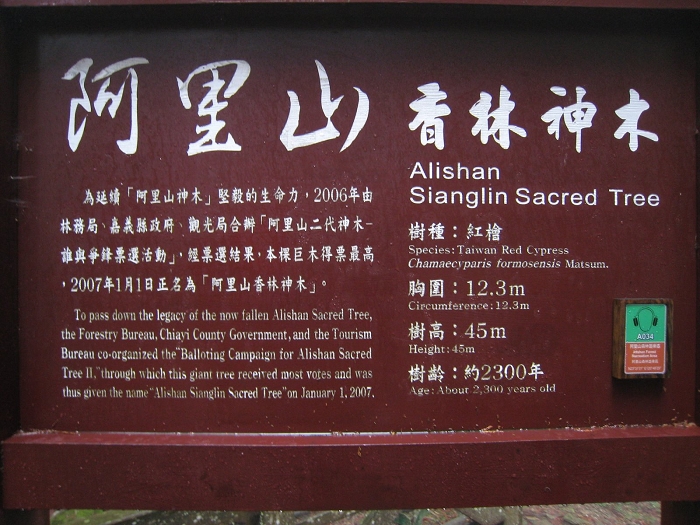 阿里山 香林神木
Alishan
Sianglin Sacred Tree
為延續「阿里山神木」堅毅的生命力，2006年由
林務局、嘉義縣政府、觀光局合辦「阿里山二代神木-
誰與爭鋒票選活動」，經票選結果，本棵巨木得票最高
，2007年1月1日正名為「阿里山香林神木」。
To pass down the legacy of the now fallen Alishan Sacred Tree,
the Forestry Bureau, Chiayi County Government, and the Tourism
Bureau co-organized the"Balloting Campaign for Alishan Sacred
Tree II,"through which this giant tree received most votes and was
thus given the name"Alishan Sianglin Sacred Tree"on January 1, 2007.
樹種：紅檜
Species: Taiwan Red Cypress
Chamaecyparis formosensis Matsum.
胸圍：12.3m
Circumference: 12.3m
樹高：45m
Height: 45m
樹齡：約2300年
Age: About 2,300 years old
A034